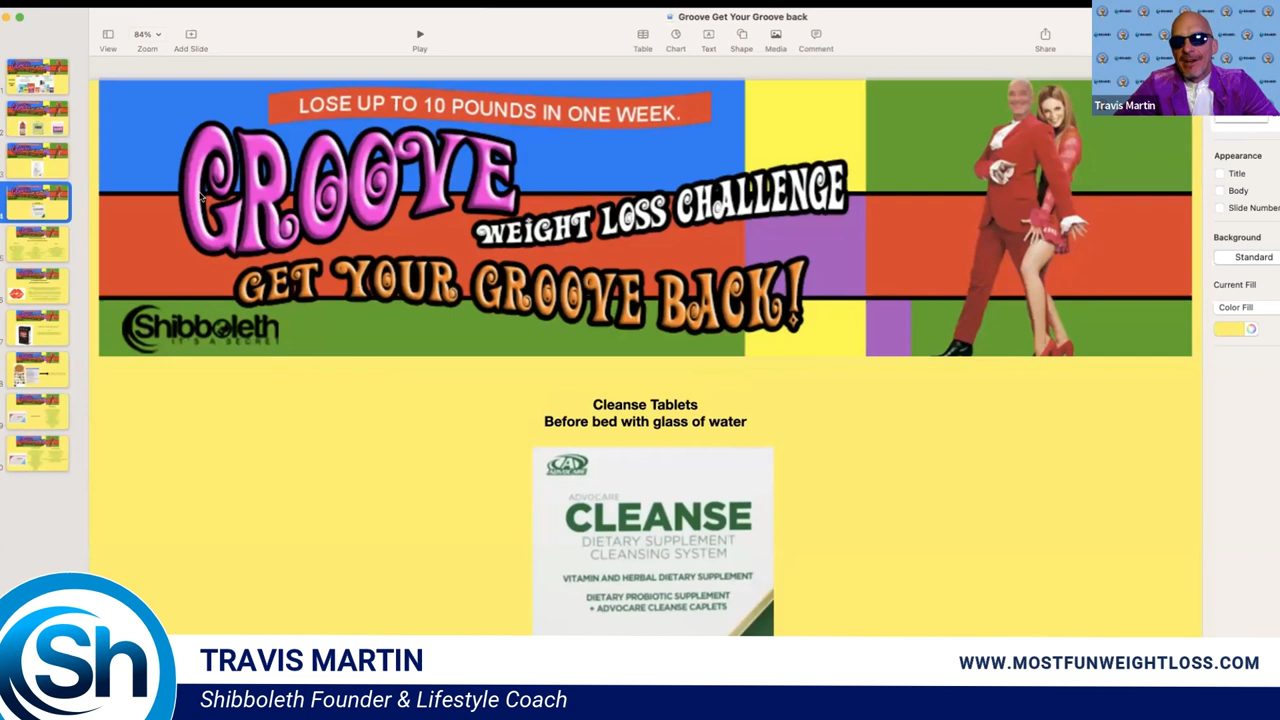 Groove Get Your Groove back
View
84%
Zoom
Add Slide
Play
Table
Chart
Text
Shape
Media
Comment
Share
Travis Martin
Appearance
Title
Body
Slide Number
Background
Standard
Current Fill
Color Fill
LOSE UP TO 10 POUNDS IN ONE WEEK.
GROOVE
WEIGHT LOSS CHALLENGE
GET YOUR GROOVE BACK!
Shibboleth
IT'S A SECRET
Cleanse Tablets
Before bed with glass of water
ADVOCARE
ADVOCARE
CLEANSE
DIETARY SUPPLEMENT
CLEANSING SYSTEM
VITAMIN AND HERBAL DIETARY SUPPLEMENT
DIETARY PROBIOTIC SUPPLEMENT
+ ADVOCARE CLEANSE CAPLETS
Sh
TRAVIS MARTIN
Shibboleth Founder & Lifestyle Coach
WWW.MOSTFUNWEIGHTLOSS.COM